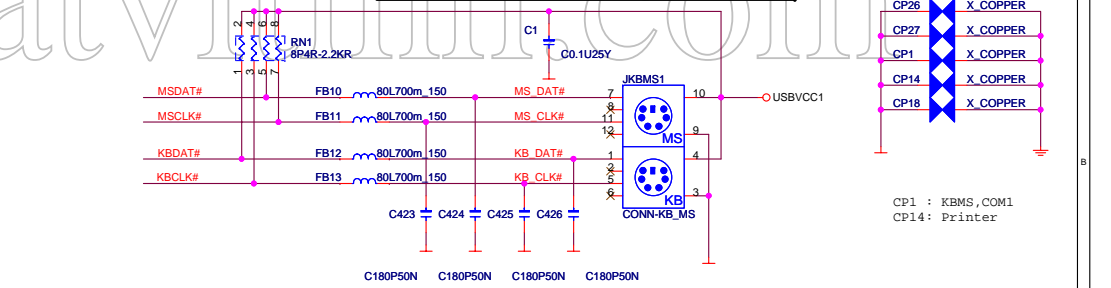 CP26 X_COPPER
CP27 X_COPPER
CP1 X_COPPER
CP14 X_COPPER
CP18 X_COPPER
2 4 6 8
RN1
8P4R-2.2KR
1 3 5 7
C1
C0.1U25Y
JKBMS1
MSDAT# FB10 80L700m_150 MS_DAT# 7 10 USBVCC1
8
MSCLK# FB11 80L700m_150 MS_CLK# 11
12 MS 9
KBDAT# FB12 80L700m_150 KB_DAT# 1 4
2
KBCLK# FB13 80L700m_150 KB_CLK# 5
6 KB 3
CONN-KB_MS
C423 C424 C425 C426
C180P50N C180P50N C180P50N C180P50N
B
CP1 : KBMS,COM1
CP14: Printer